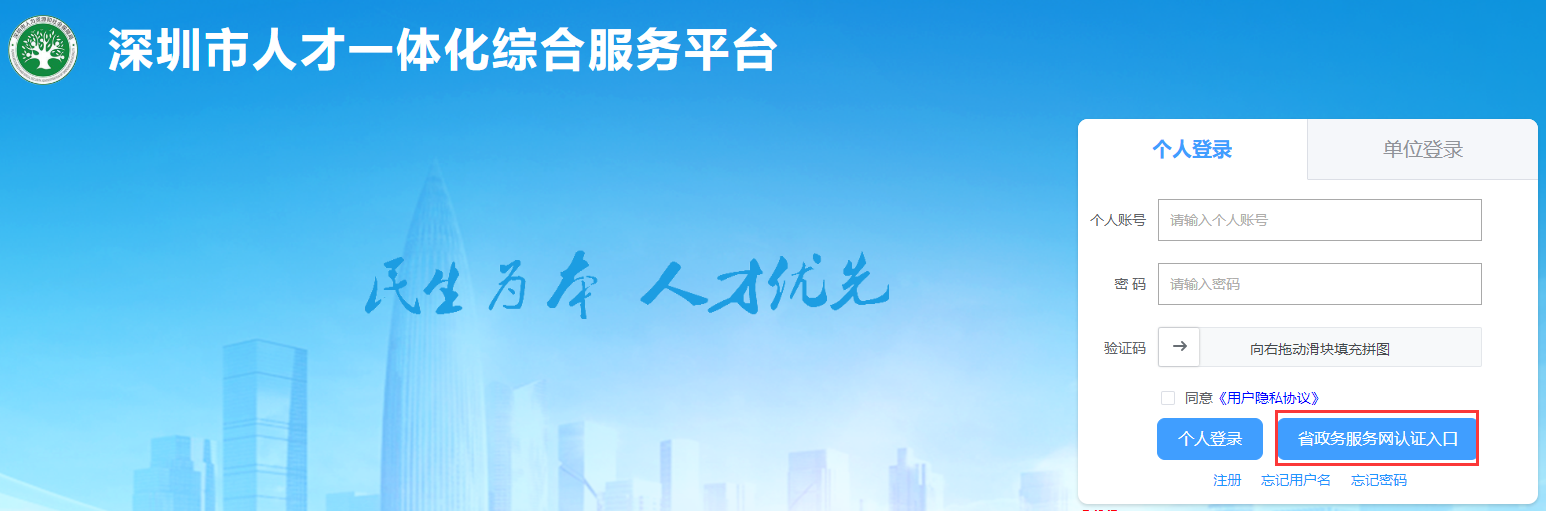 深圳市人才一体化综合服务平台
民生为本 人才优先
个人登录 单位登录
个人账号 请输入个人账号
密 码 请输入密码
验证码 → 向右拖动滑块填充拼图
同意《用户隐私协议》
个人登录 省政务服务网认证入口
注册 忘记用户名 忘记密码